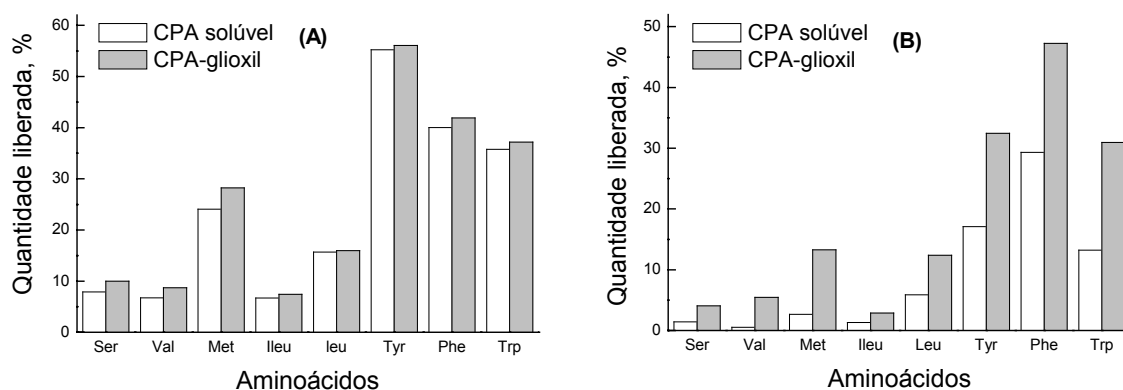 60
50
40
30
20
10
0
Quantidade liberada, %
CPA solúvel
CPA-glioxil
(A)
Ser Val Met Ileu leu Tyr Phe Trp
Aminoácidos
50
40
30
20
10
0
Quantidade liberada, %
CPA solúvel
CPA-glioxil
(B)
Ser Val Met Ileu Leu Tyr Phe Trp
Aminoácidos